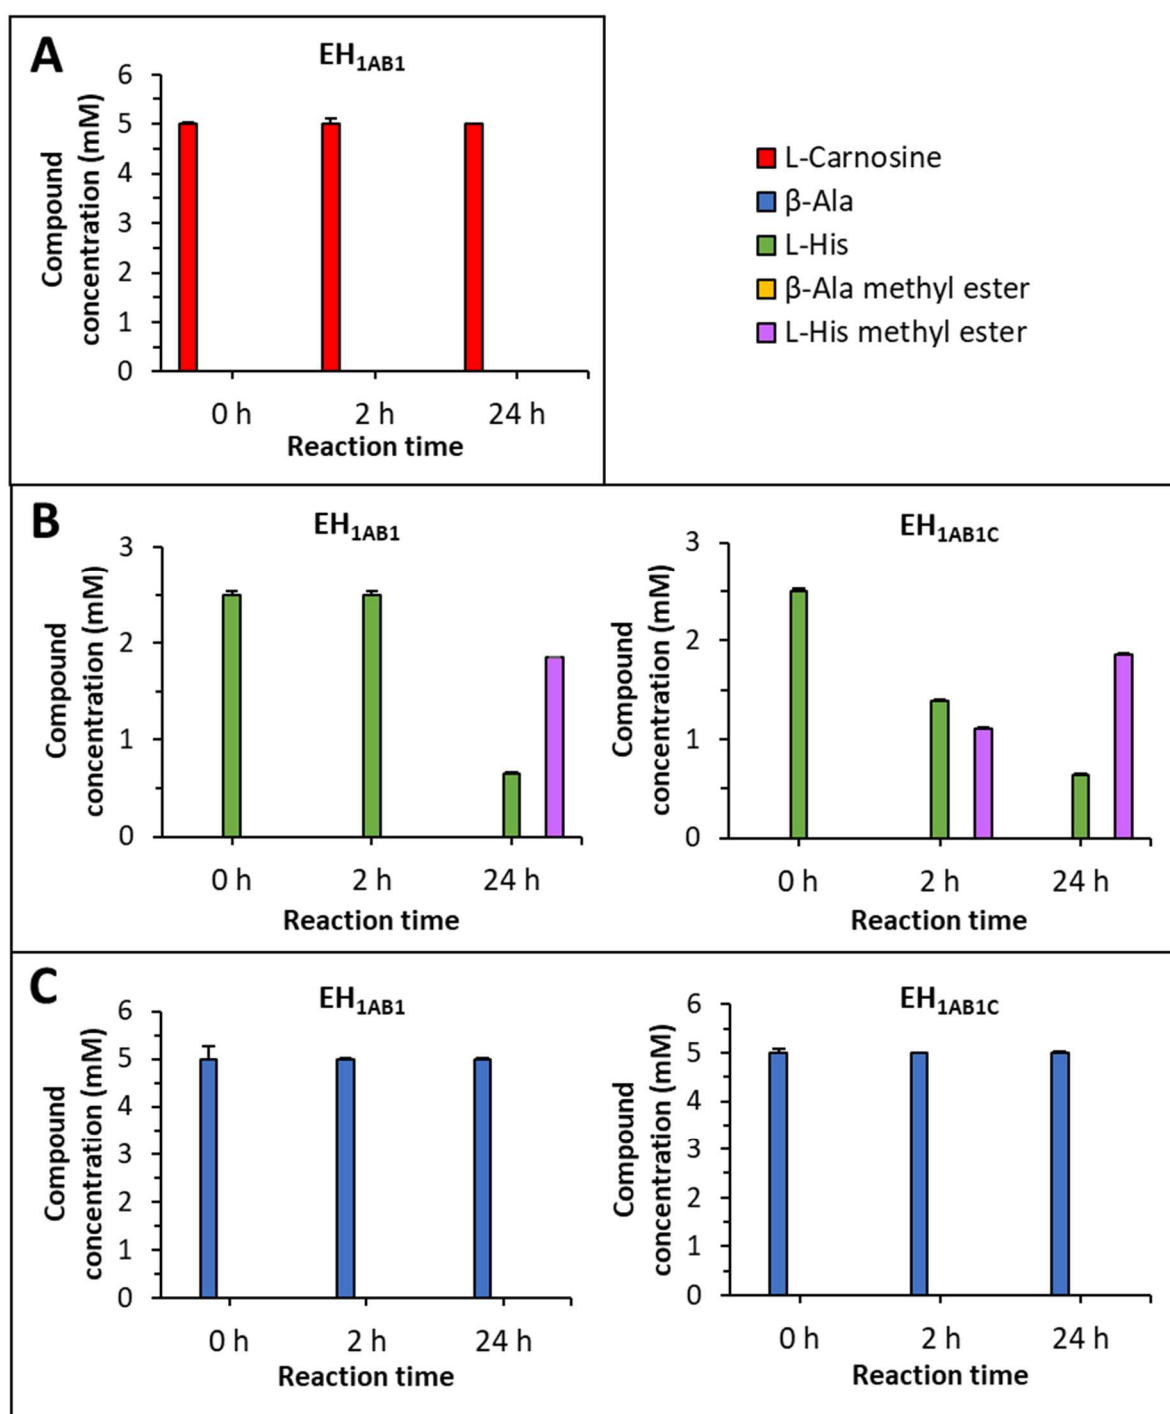 A
EH1AB1
Compound
concentration (mM)
6
5
4
3
2
1
0
0 h 2 h 24 h
Reaction time
L-Carnosine
β-Ala
L-His
β-Ala methyl ester
L-His methyl ester
B
EH1AB1
Compound
concentration (mM)
3
2
1
0
0 h 2 h 24 h
Reaction time
EH1AB1C
Compound
concentration (mM)
3
2
1
0
0 h 2 h 24 h
Reaction time
C
EH1AB1
Compound
concentration (mM)
6
5
4
3
2
1
0
0 h 2 h 24 h
Reaction time
EH1AB1C
Compound
concentration (mM)
6
5
4
3
2
1
0
0 h 2 h 24 h
Reaction time